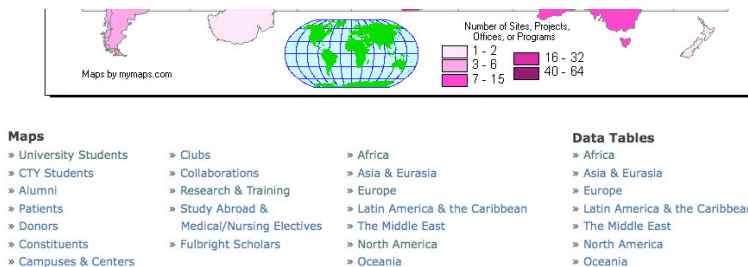 Number of Sites, Projects,
Offices, or Programs
1 - 2
3 - 6
7 - 15
16 - 32
40 - 64
Maps by mymaps.com
Maps
» University Students
» CTY Students
» Alumni
» Patients
» Donors
» Constituents
» Campuses & Centers
» Clubs
» Collaborations
» Research & Training
» Study Abroad &
Medical/Nursing Electives
» Fulbright Scholars
» Africa
» Asia & Eurasia
» Europe
» Latin America & the Caribbean
» The Middle East
» North America
» Oceania
Data Tables
» Africa
» Asia & Eurasia
» Europe
» Latin America & the Caribbean
» The Middle East
» North America
» Oceania